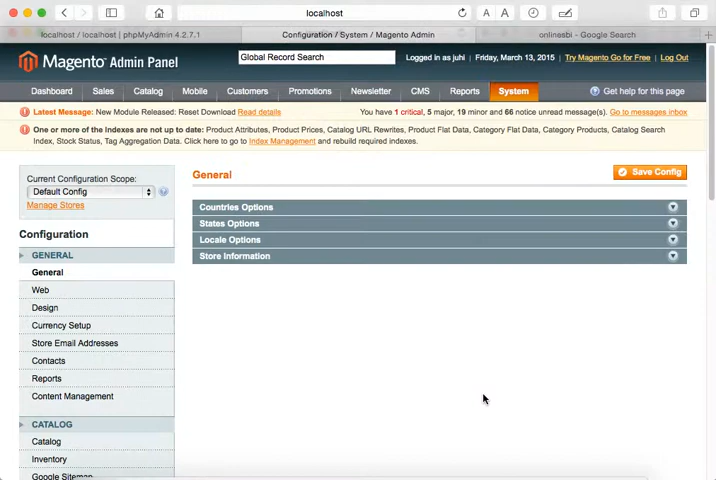 localhost
localhost / localhost | phpMyAdmin 4.2.7.1
Configuration / System / Magento Admin
onlinesbi - Google Search
Magento Admin Panel
Global Record Search
Logged in as juhi
Friday, March 13, 2015
Try Magento Go for Free
Log Out
Dashboard
Sales
Catalog
Mobile
Customers
Promotions
Newsletter
CMS
Reports
System
Get help for this page
Latest Message: New Module Released: Reset Download Read details
You have 1 critical, 5 major, 19 minor and 66 notice unread message(s). Go to messages inbox
One or more of the Indexes are not up to date: Product Attributes, Product Prices, Catalog URL Rewrites, Product Flat Data, Category Flat Data, Category Products, Catalog Search
Index, Stock Status, Tag Aggregation Data. Click here to go to Index Management and rebuild required indexes.
Current Configuration Scope:
Default Config
Manage Stores
Configuration
GENERAL
General
Web
Design
Currency Setup
Store Email Addresses
Contacts
Reports
Content Management
CATALOG
Catalog
Inventory
Google Sitemap
General
Save Config
Countries Options
States Options
Locale Options
Store Information